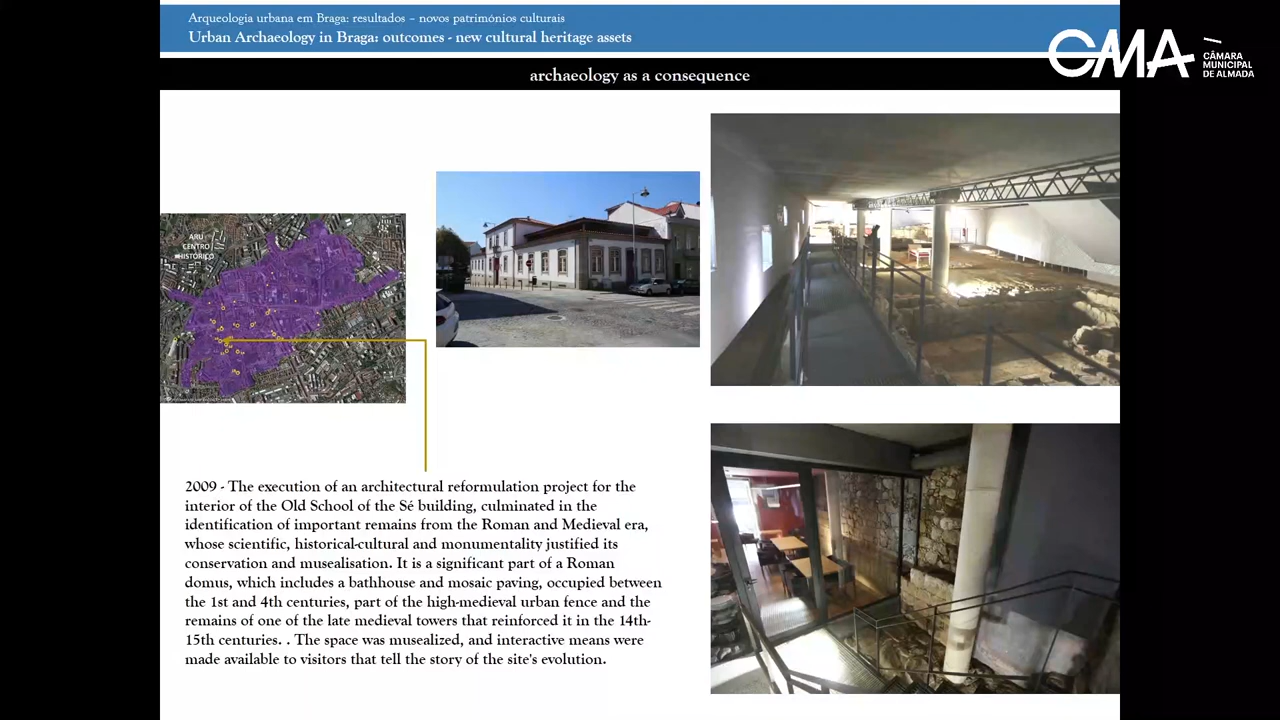 Arqueologia urbana em Braga: resultados – novos patrimónios culturais
Urban Archaeology in Braga: outcomes - new cultural heritage assets
archaeology as a consequence
CMA
CÂMARA
MUNICIPAL
DE ALMADA
ARU
CENTRO
HISTÓRICO
2009 - The execution of an architectural reformulation project for the
interior of the Old School of the Sé building, culminated in the
identification of important remains from the Roman and Medieval era,
whose scientific, historical-cultural and monumentality justified its
conservation and musealisation. It is a significant part of a Roman
domus, which includes a bathhouse and mosaic paving, occupied between
the 1st and 4th centuries, part of the high-medieval urban fence and the
remains of one of the late medieval towers that reinforced it in the 14th-
15th centuries. . The space was musealized, and interactive means were
made available to visitors that tell the story of the site's evolution.